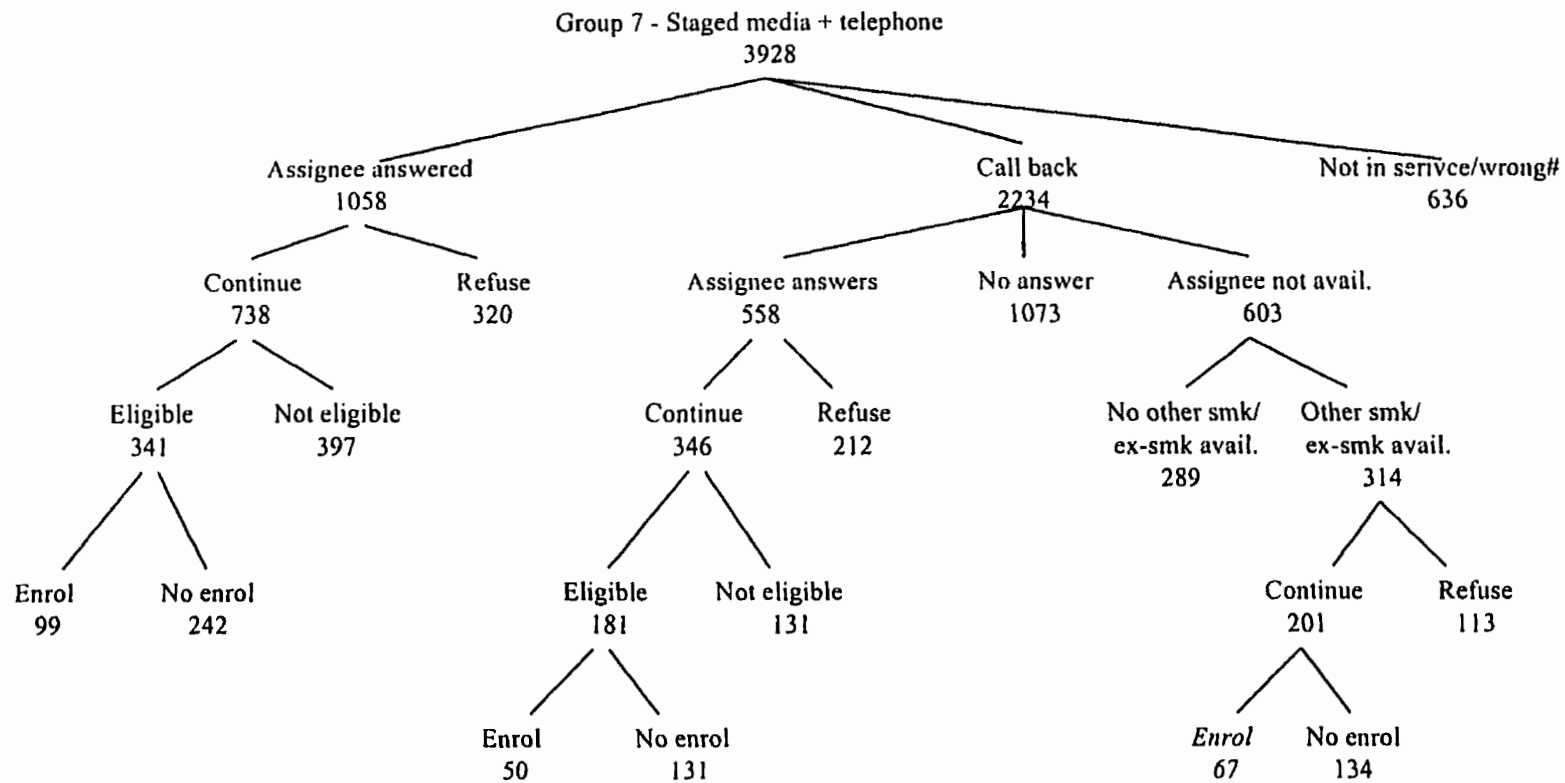 Group 7 - Staged media + telephone
3928
Assignee answered
1058
Call back
2234
Not in serivce/wrong#
636
Continue
738
Refuse
320
Assignee answers
558
No answer
1073
Assignee not avail.
603
Eligible
341
Not eligible
397
Continue
346
Refuse
212
No other smk/
ex-smk avail.
289
Other smk/
ex-smk avail.
314
Enrol
99
No enrol
242
Eligible
181
Not eligible
131
Continue
201
Refuse
113
Enrol
50
No enrol
131
Enrol
67
No enrol
134